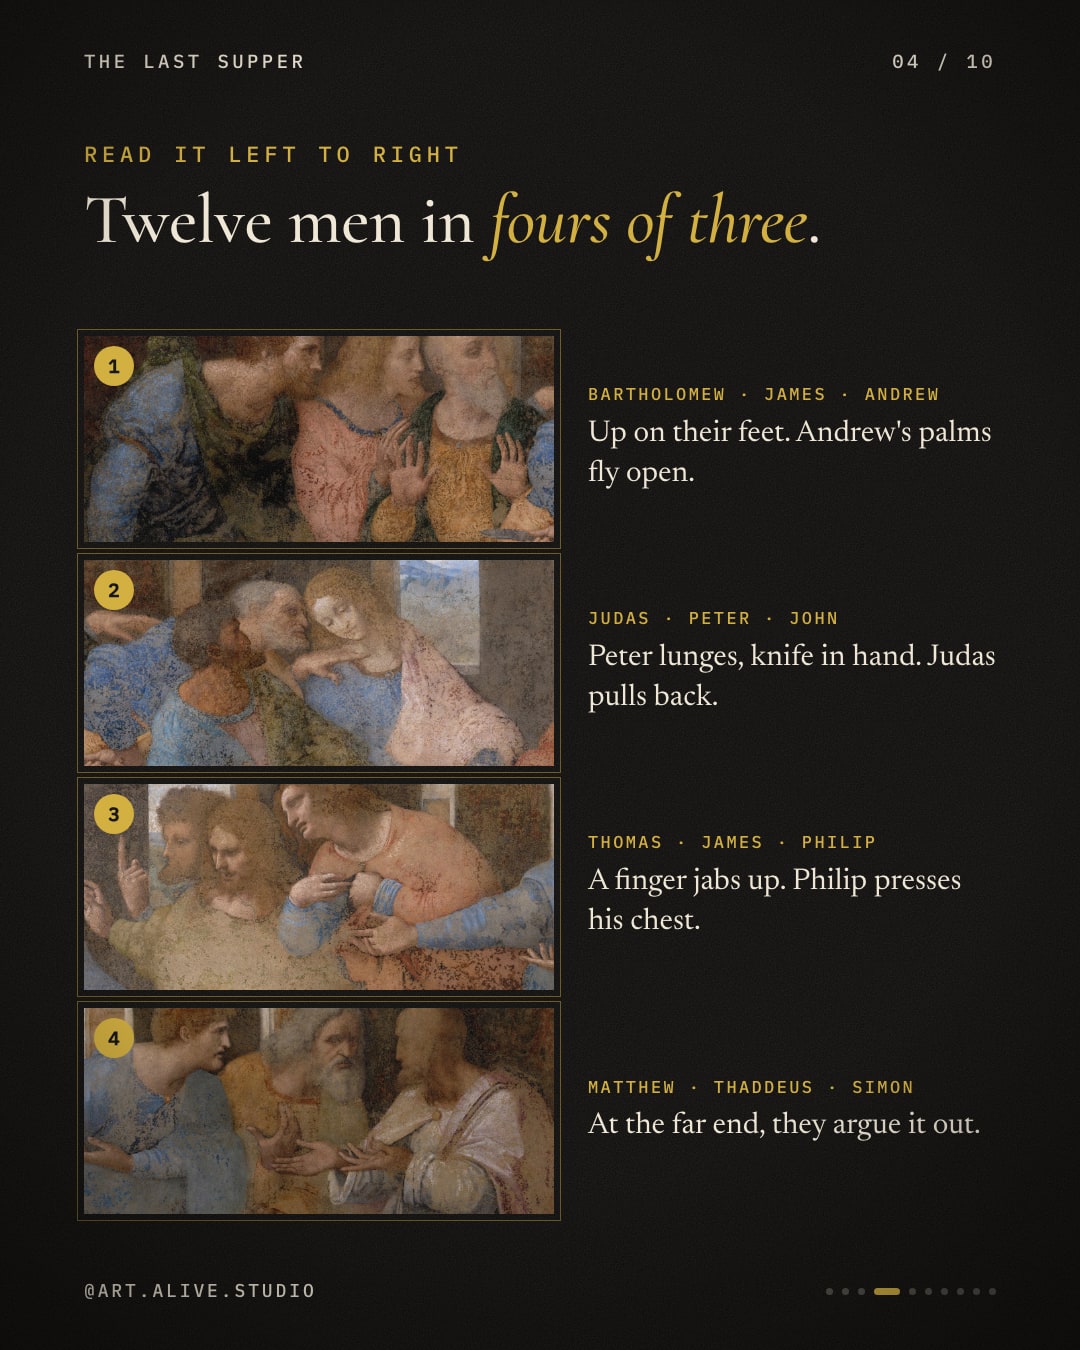 THE LAST SUPPER
04 / 10
READ IT LEFT TO RIGHT
Twelve men in fours of three.
1
BARTHOLOMEW · JAMES · ANDREW
Up on their feet. Andrew's palms
fly open.
2
JUDAS · PETER · JOHN
Peter lunges, knife in hand. Judas
pulls back.
3
THOMAS · JAMES · PHILIP
A finger jabs up. Philip presses
his chest.
4
MATTHEW · THADDEUS · SIMON
At the far end, they argue it out.
@ART.ALIVE.STUDIO